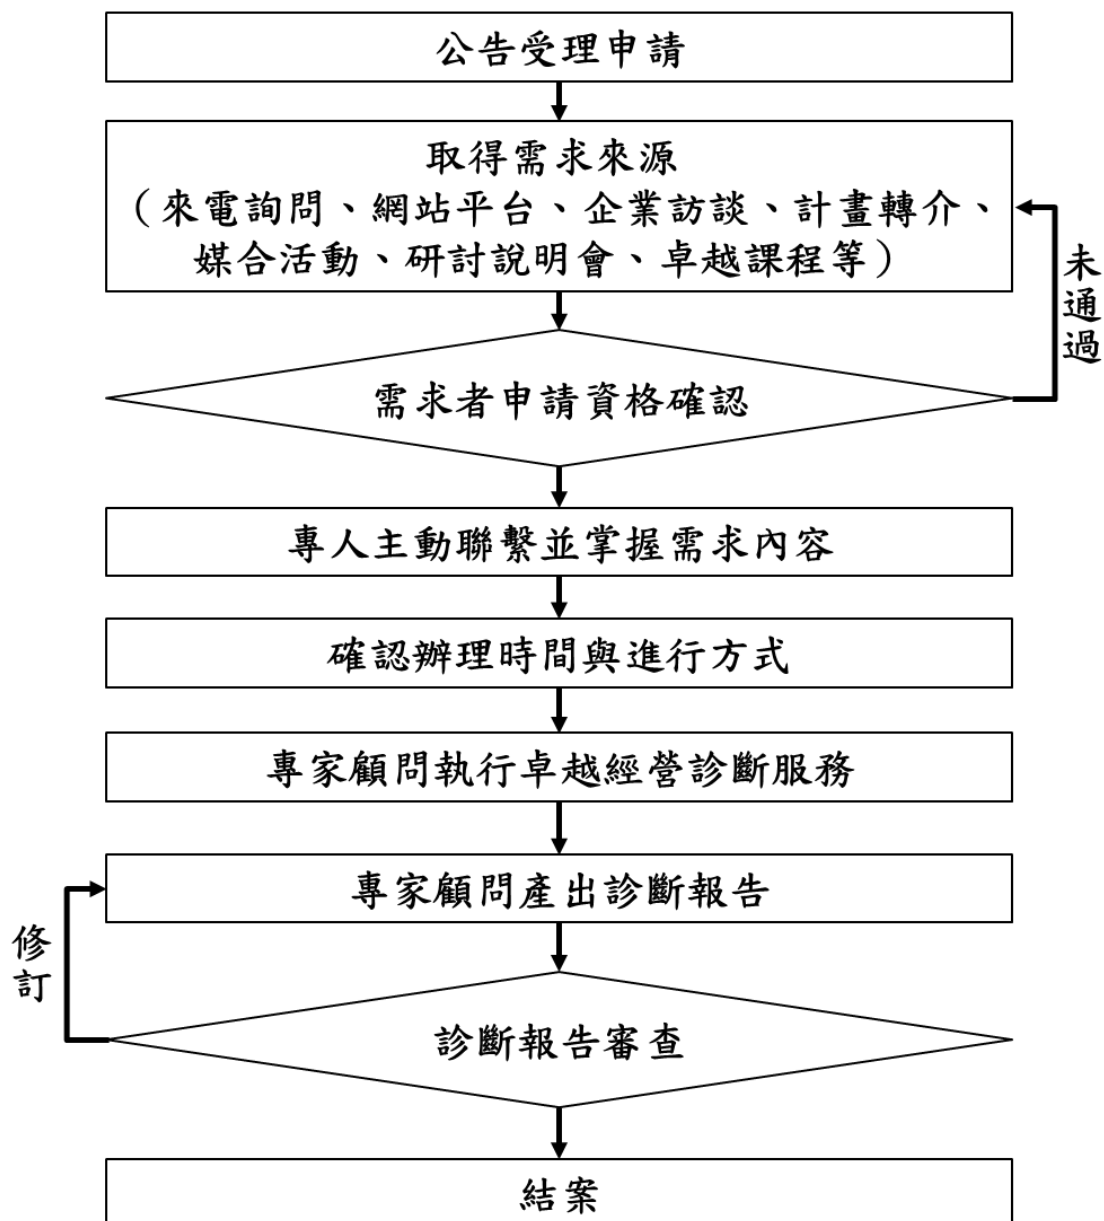 公告受理申請
取得需求來源
（來電詢問、網站平台、企業訪談、計畫轉介、
媒合活動、研討說明會、卓越課程等）
未通過
需求者申請資格確認
專人主動聯繫並掌握需求內容
確認辦理時間與進行方式
專家顧問執行卓越經營診斷服務
專家顧問產出診斷報告
修訂
診斷報告審查
結案